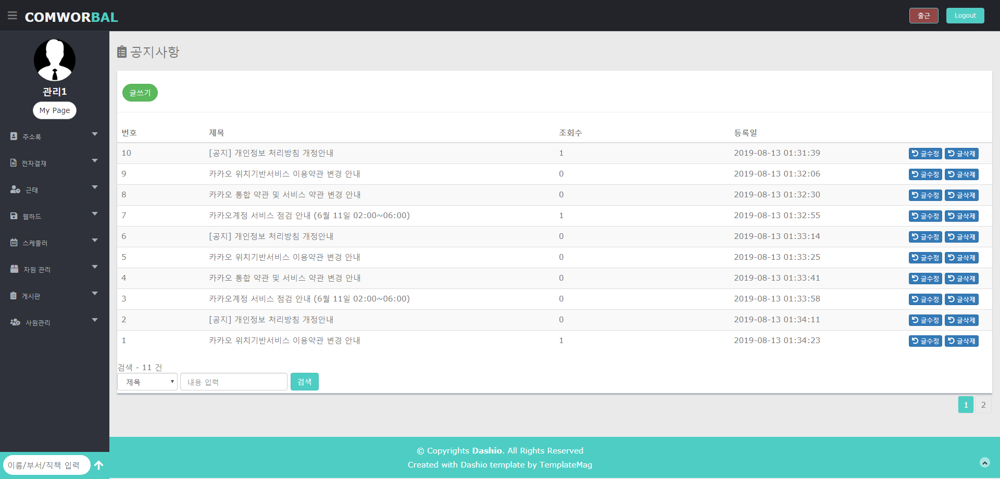 COMWORBAL
출근
Logout
관리1
My Page
주소록
전자결재
근태
웹하드
스케줄러
자원 관리
게시판
사원관리
이름/부서/직책 입력
공지사항
글쓰기
번호 제목 조회수 등록일
10 [공지] 개인정보 처리방침 개정안내 1 2019-08-13 01:31:39 글수정 글삭제
9 카카오 위치기반서비스 이용약관 변경 안내 0 2019-08-13 01:32:06 글수정 글삭제
8 카카오 통합 약관 및 서비스 약관 변경 안내 0 2019-08-13 01:32:30 글수정 글삭제
7 카카오계정 서비스 점검 안내 (6월 11일 02:00~06:00) 1 2019-08-13 01:32:55 글수정 글삭제
6 [공지] 개인정보 처리방침 개정안내 0 2019-08-13 01:33:14 글수정 글삭제
5 카카오 위치기반서비스 이용약관 변경 안내 0 2019-08-13 01:33:25 글수정 글삭제
4 카카오 통합 약관 및 서비스 약관 변경 안내 0 2019-08-13 01:33:41 글수정 글삭제
3 카카오계정 서비스 점검 안내 (6월 11일 02:00~06:00) 0 2019-08-13 01:33:58 글수정 글삭제
2 [공지] 개인정보 처리방침 개정안내 0 2019-08-13 01:34:11 글수정 글삭제
1 카카오 위치기반서비스 이용약관 변경 안내 1 2019-08-13 01:34:23 글수정 글삭제
검색 - 11 건
제목 내용 입력 검색
1 2
© Copyrights Dashio. All Rights Reserved
Created with Dashio template by TemplateMag